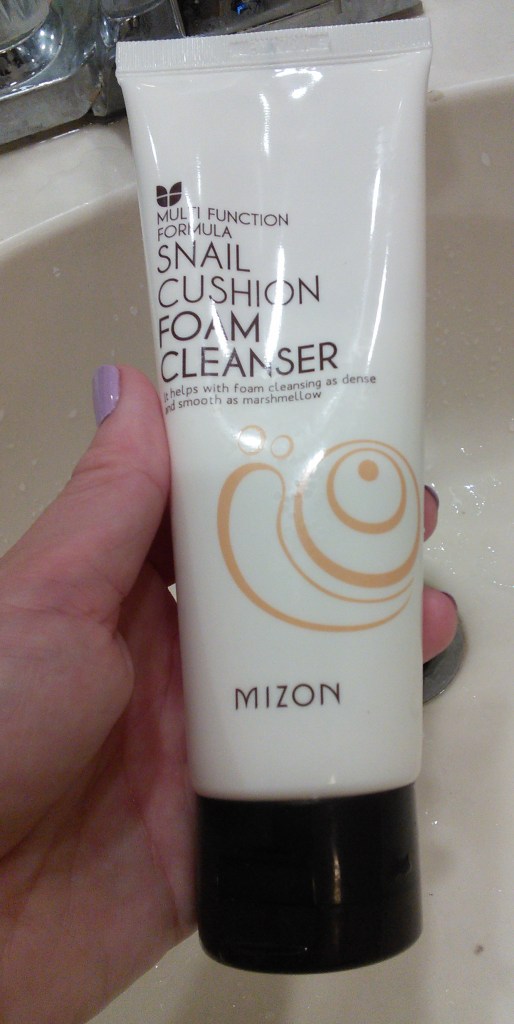 MULTI FUNCTION
FORMULA
SNAIL
CUSHION
FOAM
CLEANSER
It helps with foam cleansing as dense
and smooth as marshmellow
MIZON